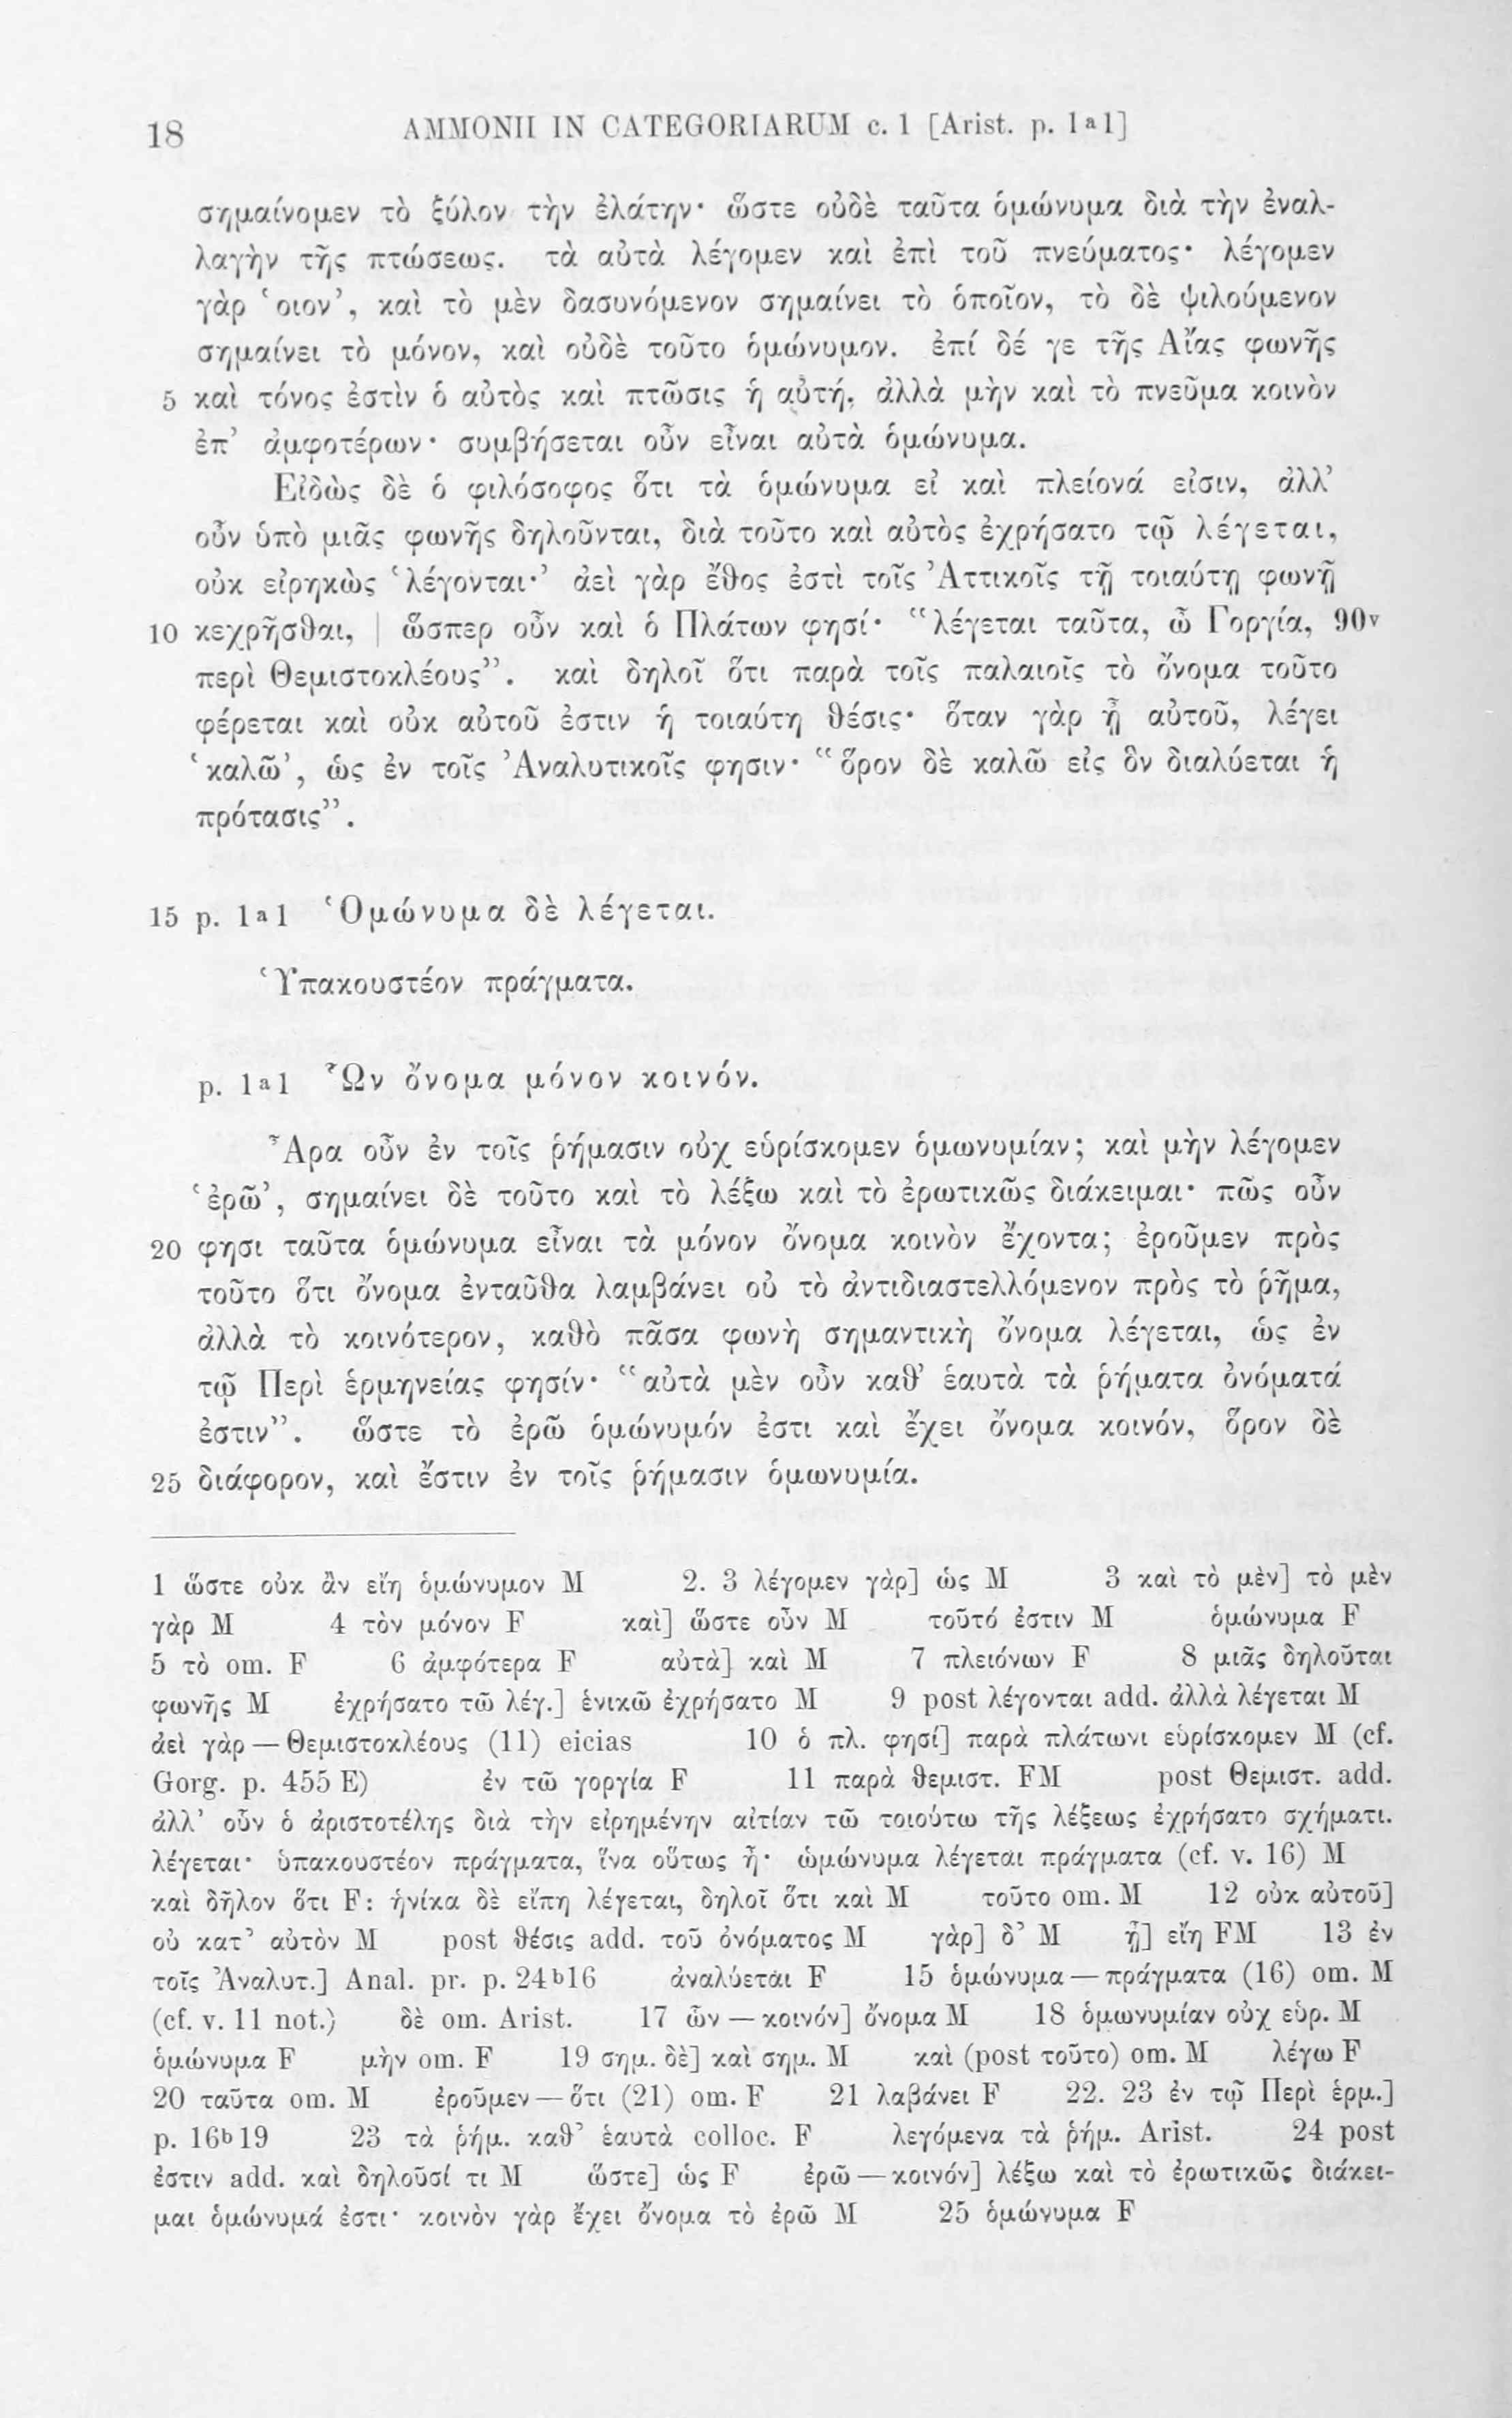 18 AMMONII IN CATEGORIARUM c. 1 [Arist. p. 1ᵃ1]
σημαίνομεν τὸ ξύλον τὴν ἐλάτην· ὥστε οὐδὲ ταῦτα ὁμώνυμα διὰ τὴν ἐναλ-
λαγὴν τῆς πτώσεως. τὰ αὐτὰ λέγομεν καὶ ἐπὶ τοῦ πνεύματος· λέγομεν
γὰρ ‘οιον’, καὶ τὸ μὲν δασυνόμενον σημαίνει τὸ ὁποῖον, τὸ δὲ ψιλούμενον
σημαίνει τὸ μόνον, καὶ οὐδὲ τοῦτο ὁμώνυμον. ἐπί δέ γε τῆς Αἴας φωνῆς
5 καὶ τόνος ἐστὶν ὁ αὐτὸς καὶ πτῶσις ἡ αὐτή, ἀλλὰ μὴν καὶ τὸ πνεῦμα κοινὸν
ἐπ’ ἀμφοτέρων· συμβήσεται οὖν εἶναι αὐτὰ ὁμώνυμα.
Εἰδὼς δὲ ὁ φιλόσοφος ὅτι τὰ ὁμώνυμα εἰ καὶ πλείονά εἰσιν, ἀλλ’
οὖν ὑπὸ μιᾶς φωνῆς δηλοῦνται, διὰ τοῦτο καὶ αὐτὸς ἐχρήσατο τῷ λέγεται,
οὐκ εἰρηκὼς ‘λέγονται·’ ἀεὶ γὰρ ἔθος ἐστὶ τοῖς Ἀττικοῖς τῇ τοιαύτῃ φωνῇ
10 κεχρῆσθαι, | ὥσπερ οὖν καὶ ὁ Πλάτων φησί· “λέγεται ταῦτα, ὦ Γοργία, 90ᵛ
περὶ Θεμιστοκλέους”. καὶ δηλοῖ ὅτι παρὰ τοῖς παλαιοῖς τὸ ὄνομα τοῦτο
φέρεται καὶ οὐκ αὐτοῦ ἐστιν ἡ τοιαύτη θέσις· ὅταν γὰρ ᾖ αὐτοῦ, λέγει
‘καλῶ’, ὡς ἐν τοῖς Ἀναλυτικοῖς φησιν· “ὅρον δὲ καλῶ εἰς ὃν διαλύεται ἡ
πρότασις”.
15 p. 1ᵃ1 Ὁμώνυμα δὲ λέγεται.
Ὑπακουστέον πράγματα.
p. 1ᵃ1 Ὧν ὄνομα μόνον κοινόν.
Ἆρα οὖν ἐν τοῖς ῥήμασιν οὐχ εὑρίσκομεν ὁμωνυμίαν; καὶ μὴν λέγομεν
‘ἐρῶ’, σημαίνει δὲ τοῦτο καὶ τὸ λέξω καὶ τὸ ἐρωτικῶς διάκειμαι· πῶς οὖν
20 φησι ταῦτα ὁμώνυμα εἶναι τὰ μόνον ὄνομα κοινὸν ἔχοντα; ἐροῦμεν πρὸς
τοῦτο ὅτι ὄνομα ἐνταῦθα λαμβάνει οὐ τὸ ἀντιδιαστελλόμενον πρὸς τὸ ῥῆμα,
ἀλλὰ τὸ κοινότερον, καθὸ πᾶσα φωνὴ σημαντικὴ ὄνομα λέγεται, ὡς ἐν
τῷ Περὶ ἑρμηνείας φησίν· “αὐτὰ μὲν οὖν καθ’ ἑαυτὰ τὰ ῥήματα ὀνόματά
ἐστιν”. ὥστε τὸ ἐρῶ ὁμώνυμόν ἐστι καὶ ἔχει ὄνομα κοινόν, ὅρον δὲ
25 διάφορον, καὶ ἔστιν ἐν τοῖς ῥήμασιν ὁμωνυμία.
1 ὥστε οὐκ ἂν εἴη ὁμώνυμον M 2. 3 λέγομεν γὰρ] ὡς M 3 καὶ τὸ μὲν] τὸ μὲν
γὰρ M 4 τὸν μόνον F καὶ] ὥστε οὖν M τοῦτό ἐστιν M ὁμώνυμα F
5 τὸ om. F 6 ἀμφότερα F αὐτὰ] καὶ M 7 πλειόνων F 8 μιᾶς δηλοῦται
φωνῆς M ἐχρήσατο τῶ λέγ.] ἑνικῶ ἐχρήσατο M 9 post λέγονται add. ἀλλὰ λέγεται M
ἀεὶ γὰρ — Θεμιστοκλέους (11) eicias 10 ὁ πλ. φησί] παρὰ πλάτωνι εὑρίσκομεν M (cf.
Gorg. p. 455 E) ἐν τῶ γοργία F 11 παρὰ θεμιστ. FM post Θεμιστ. add.
ἀλλ’ οὖν ὁ ἀριστοτέλης διὰ τὴν εἰρημένην αἰτίαν τῶ τοιούτω τῆς λέξεως ἐχρήσατο σχήματι.
λέγεται· ὑπακουστέον πράγματα, ἵνα οὕτως ἦ· ὡμώνυμα λέγεται πράγματα (cf. v. 16) M
καὶ δῆλον ὅτι F: ἡνίκα δὲ εἴπη λέγεται, δηλοῖ ὅτι καὶ M τοῦτο om. M 12 οὐκ αὐτοῦ]
οὐ κατ’ αὐτὸν M post θέσις add. τοῦ ὀνόματος M γὰρ] δ’ M ᾖ] εἴη FM 13 ἐν
τοῖς Ἀναλυτ.] Anal. pr. p. 24ᵇ16 ἀναλύεται F 15 ὁμώνυμα — πράγματα (16) om. M
(cf. v. 11 not.) δὲ om. Arist. 17 ὧν — κοινόν] ὄνομα M 18 ὁμωνυμίαν οὐχ εὑρ. M
ὁμώνυμα F μὴν om. F 19 σημ. δὲ] καὶ σημ. M καὶ (post τοῦτο) om. M λέγω F
20 ταῦτα om. M ἐροῦμεν — ὅτι (21) om. F 21 λαβάνει F 22. 23 ἐν τῷ Περὶ ἑρμ.]
p. 16ᵇ19 23 τὰ ῥήμ. καθ’ ἑαυτὰ colloc. F λεγόμενα τὰ ῥήμ. Arist. 24 post
ἐστιν add. καὶ δηλοῦσί τι M ὥστε] ὡς F ἐρῶ — κοινόν] λέξω καὶ τὸ ἐρωτικῶς διάκει-
μαι ὁμώνυμά ἐστι· κοινὸν γὰρ ἔχει ὄνομα τὸ ἐρῶ M 25 ὁμώνυμα F